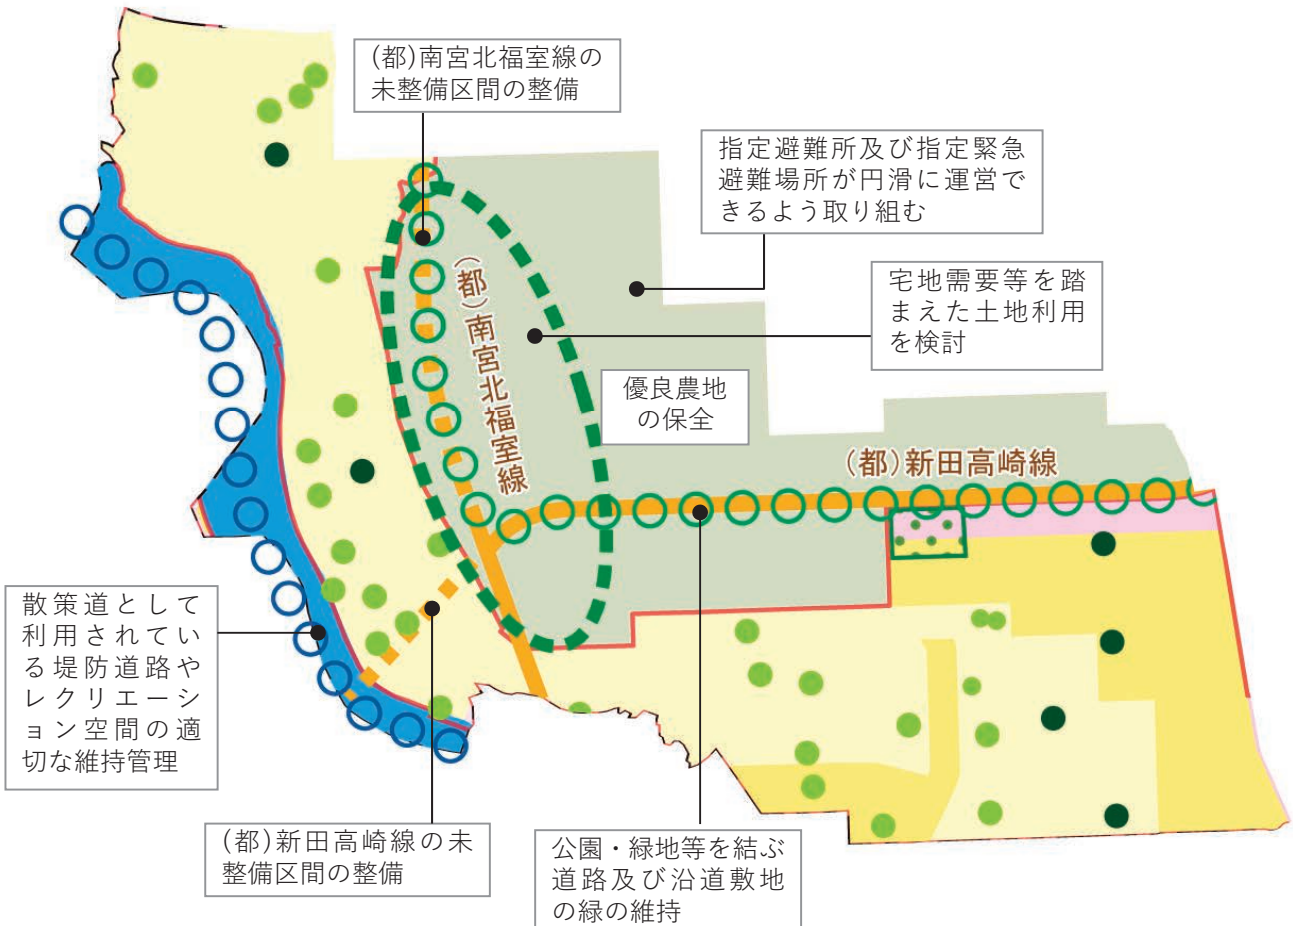 (都)南宮北福室線の
未整備区間の整備
指定避難所及び指定緊急
避難場所が円滑に運営で
きるよう取り組む
宅地需要等を踏
まえた土地利用
を検討
(都)南宮北福室線
優良農地
の保全
(都)新田高崎線
散策道として
利用されてい
る堤防道路や
レクリエーシ
ョン空間の適
切な維持管理
(都)新田高崎線の未
整備区間の整備
公園・緑地等を結ぶ
道路及び沿道敷地
の緑の維持